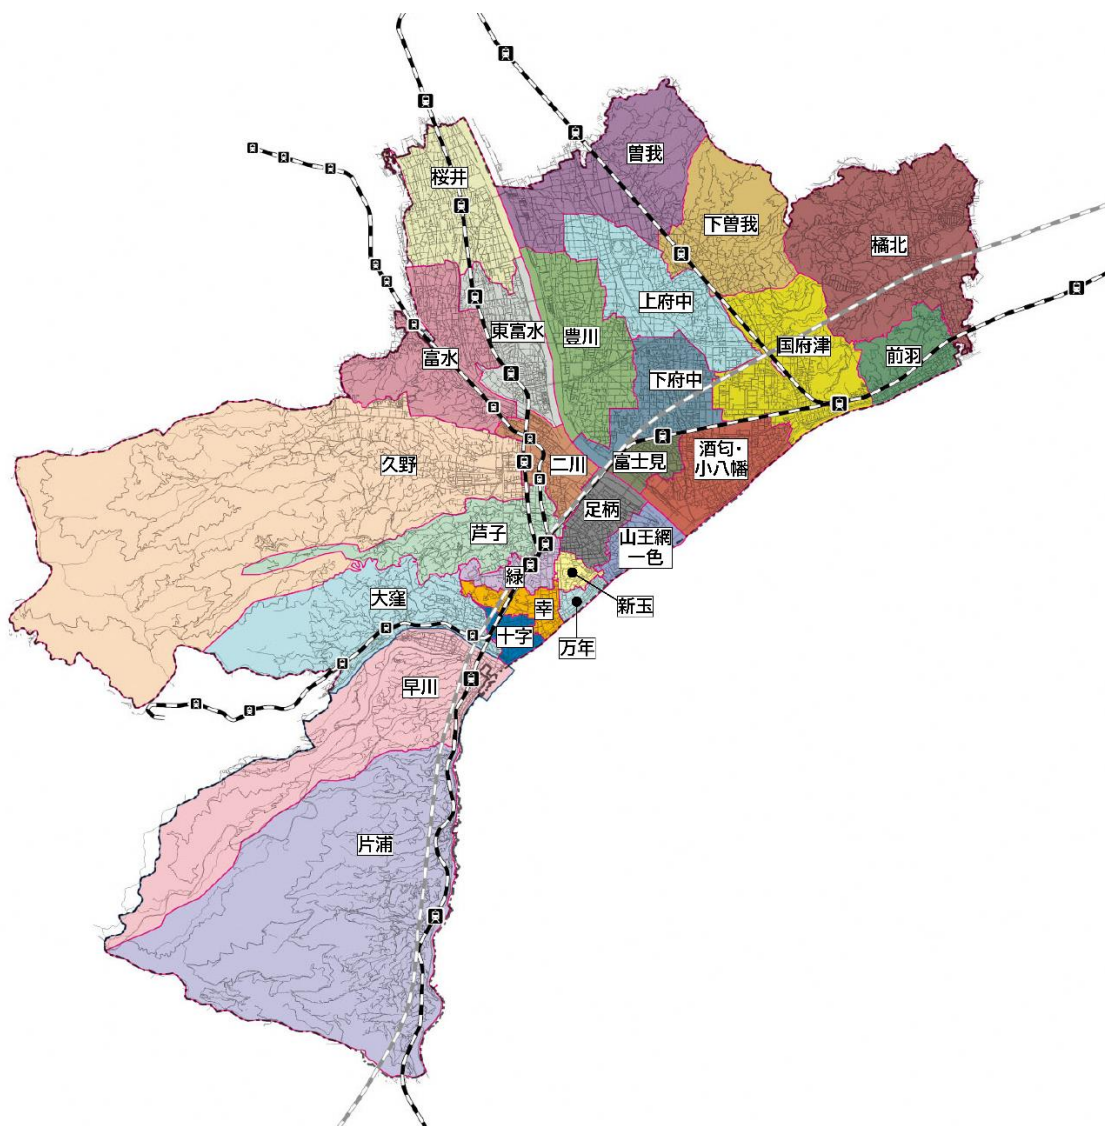 曽我
桜井
下曽我
橘北
上府中
東富水
豊川
国府津
富水
下府中
前羽
酒匂・
小八幡
久野
二川
富士見
足柄
芦子
山王網
一色
緑
大窪
幸
新玉
十字
万年
早川
片浦